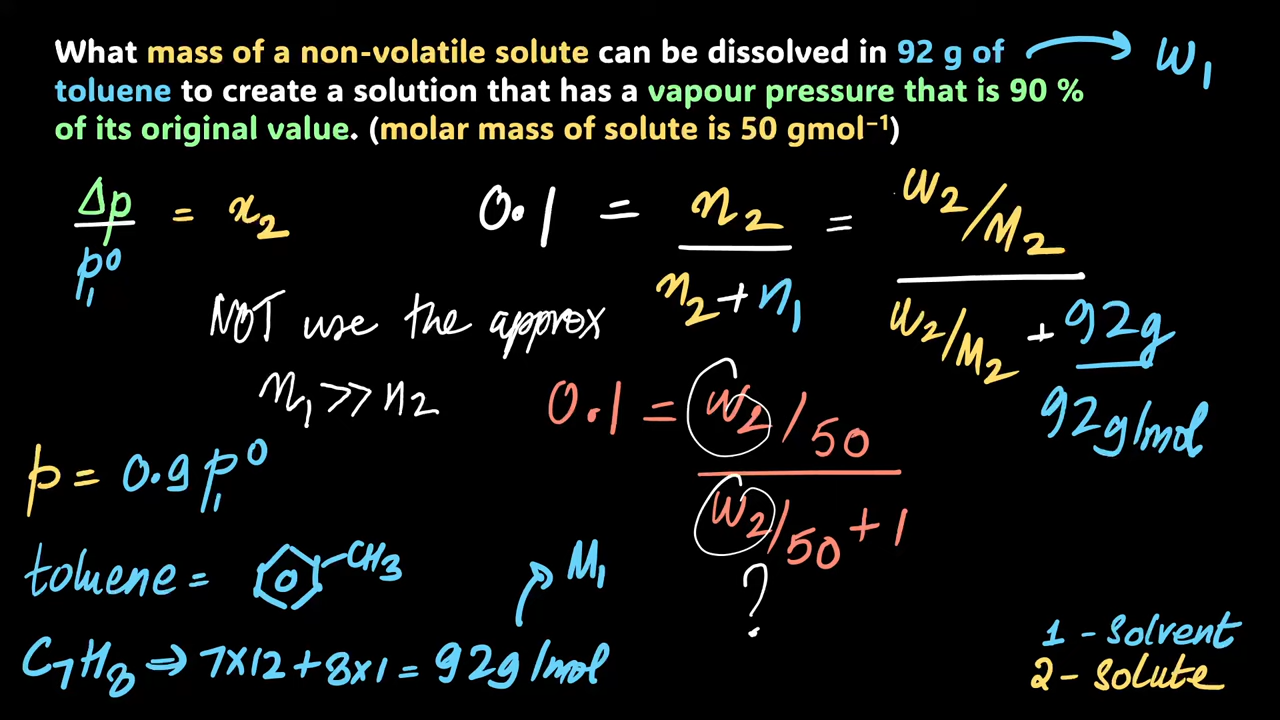 What mass of a non-volatile solute can be dissolved in 92 g of → w₁
toluene to create a solution that has a vapour pressure that is 90 %
of its original value. (molar mass of solute is 50 gmol⁻¹)
Δp/p₁⁰ = x₂
0.1 = n₂/(n₂ + n₁) = (w₂/M₂)/(w₂/M₂ + 92g/92g/mol)
NOT use the approx
n₁ >> n₂
0.1 = (w₂/50)/(w₂/50 + 1)
?
p = 0.9 p₁⁰
toluene = CH₃
M₁
C₇H₈ ⇒ 7×12 + 8×1 = 92g/mol
1 - Solvent
2 - Solute